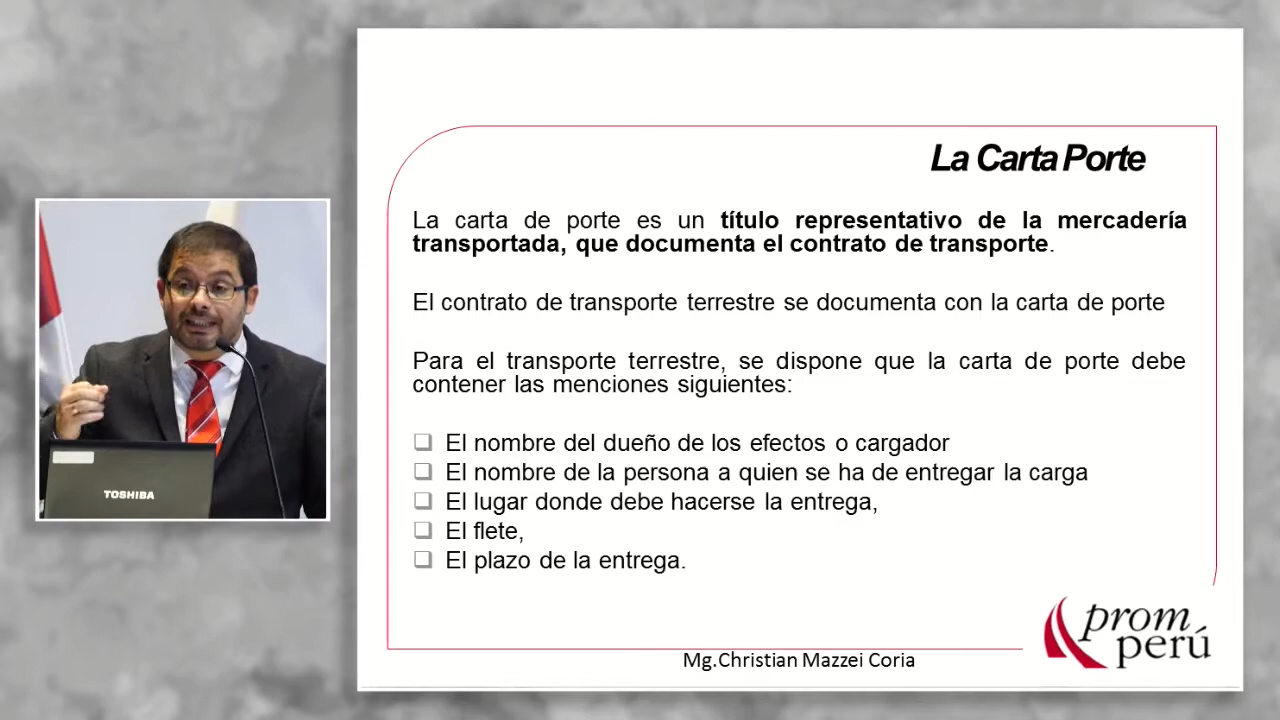 La Carta Porte
La carta de porte es un título representativo de la mercadería
transportada, que documenta el contrato de transporte.
El contrato de transporte terrestre se documenta con la carta de porte
Para el transporte terrestre, se dispone que la carta de porte debe
contener las menciones siguientes:
El nombre del dueño de los efectos o cargador
El nombre de la persona a quien se ha de entregar la carga
El lugar donde debe hacerse la entrega,
El flete,
El plazo de la entrega.
TOSHIBA
prom
perú
Mg.Christian Mazzei Coria